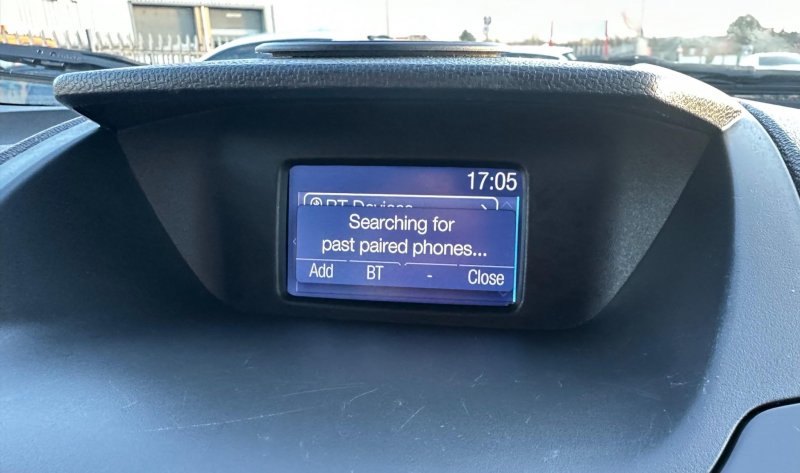 17:05
BT Devices
Searching for
past paired phones...
Add BT - Close